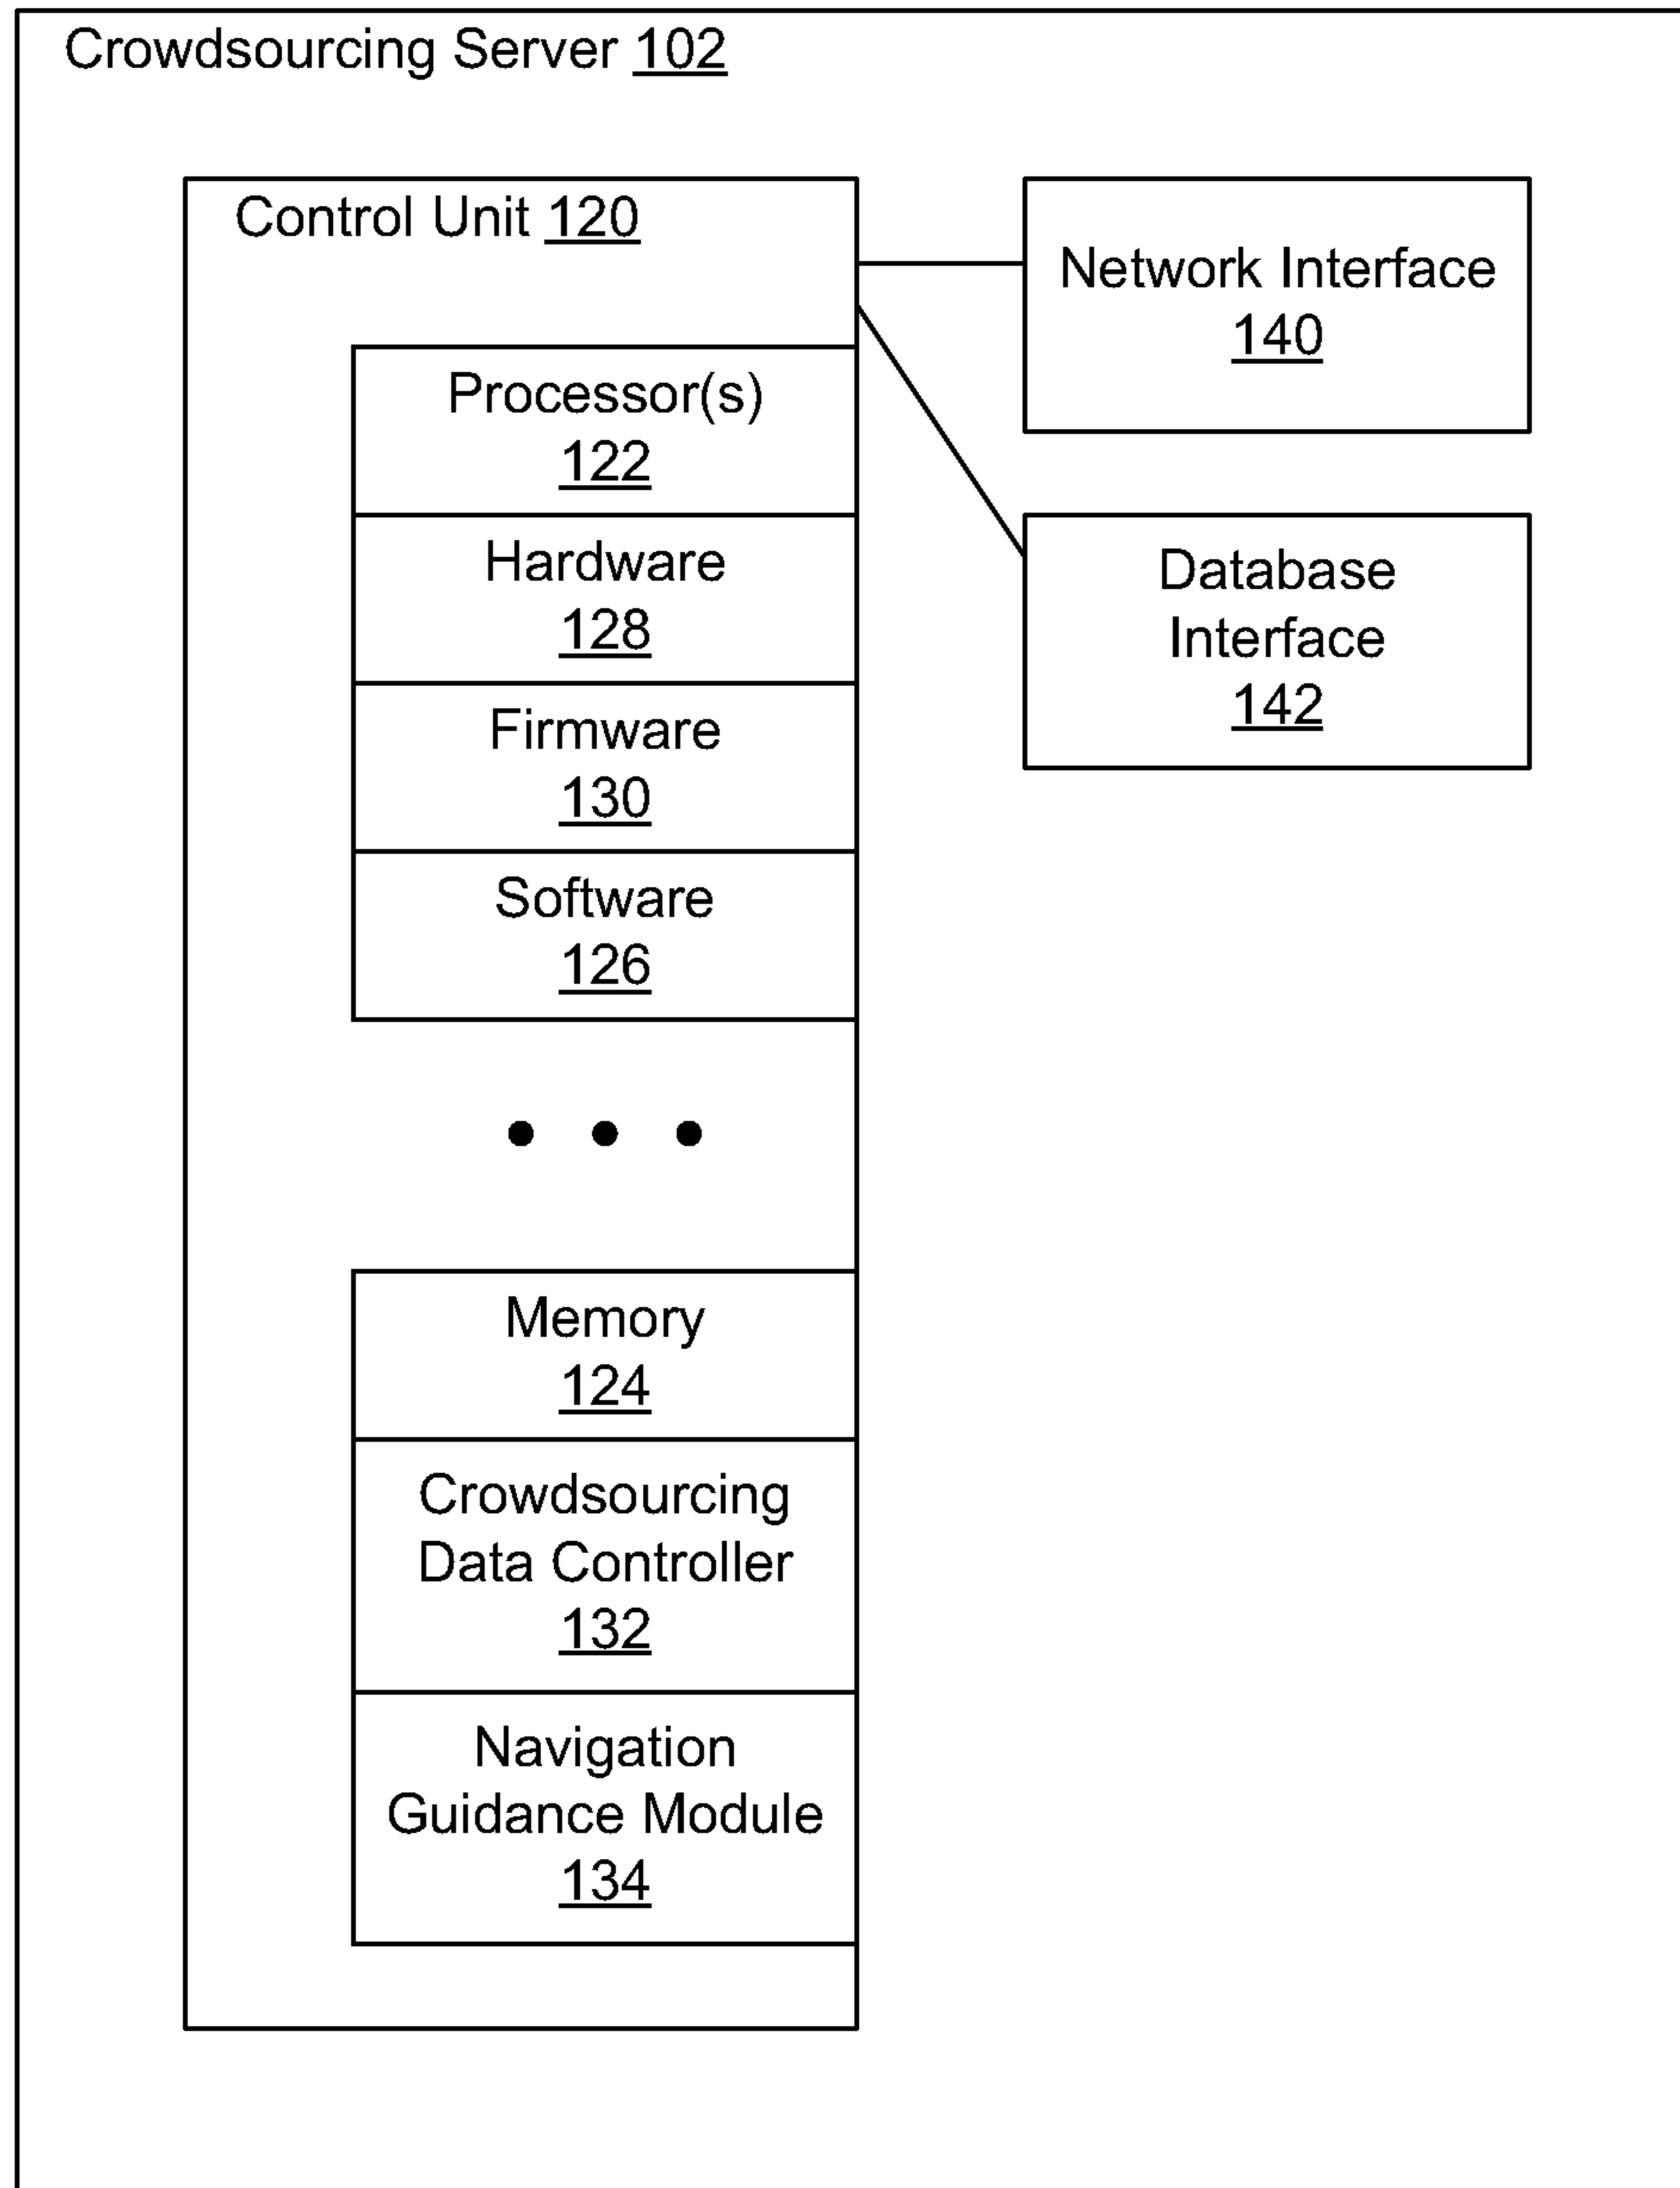 Crowdsourcing Server 102
Control Unit 120
Processor(s)
122
Hardware
128
Firmware
130
Software
126
Memory
124
Crowdsourcing
Data Controller
132
Navigation
Guidance Module
134
Network Interface
140
Database
Interface
142